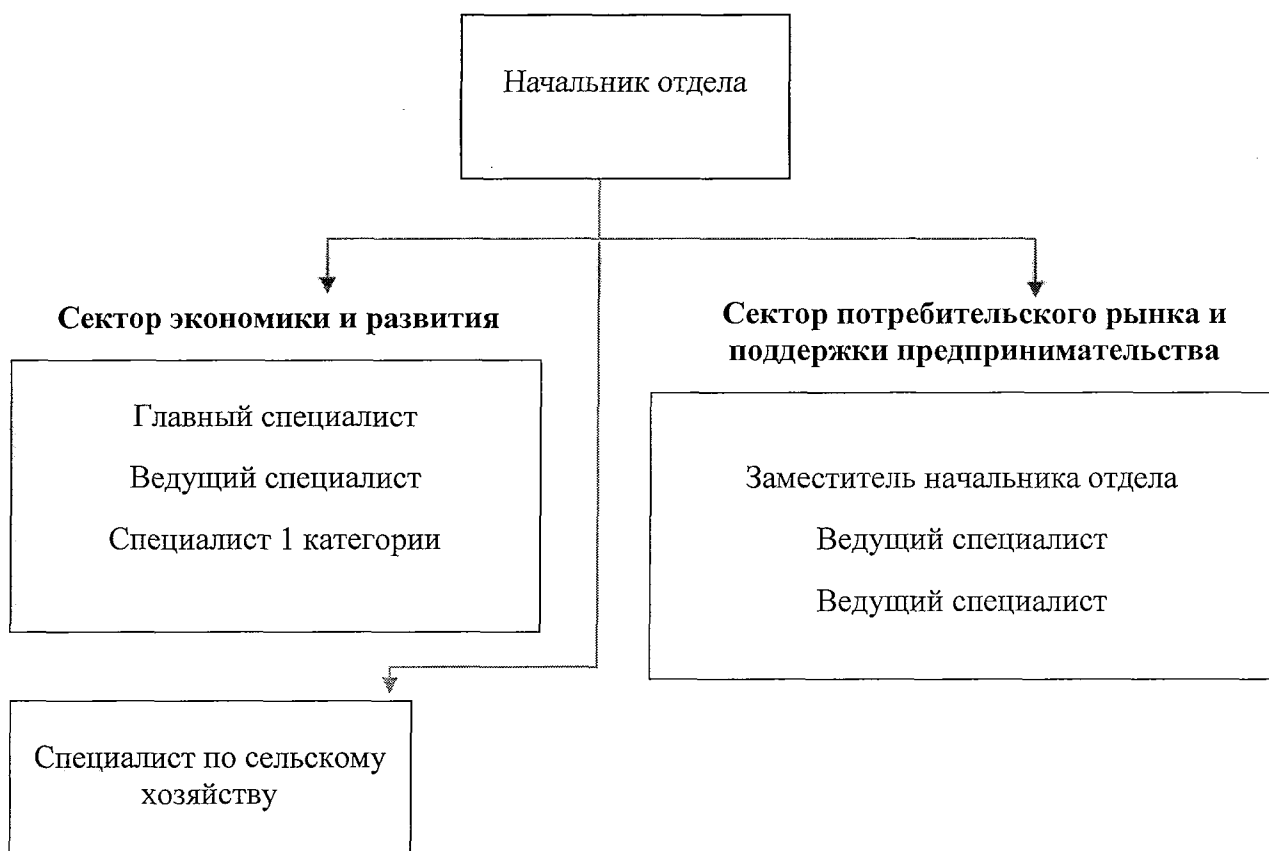 Начальник отдела
Сектор экономики и развития
Главный специалист
Ведущий специалист
Специалист 1 категории
Сектор потребительского рынка и
поддержки предпринимательства
Заместитель начальника отдела
Ведущий специалист
Ведущий специалист
Специалист по сельскому
хозяйству